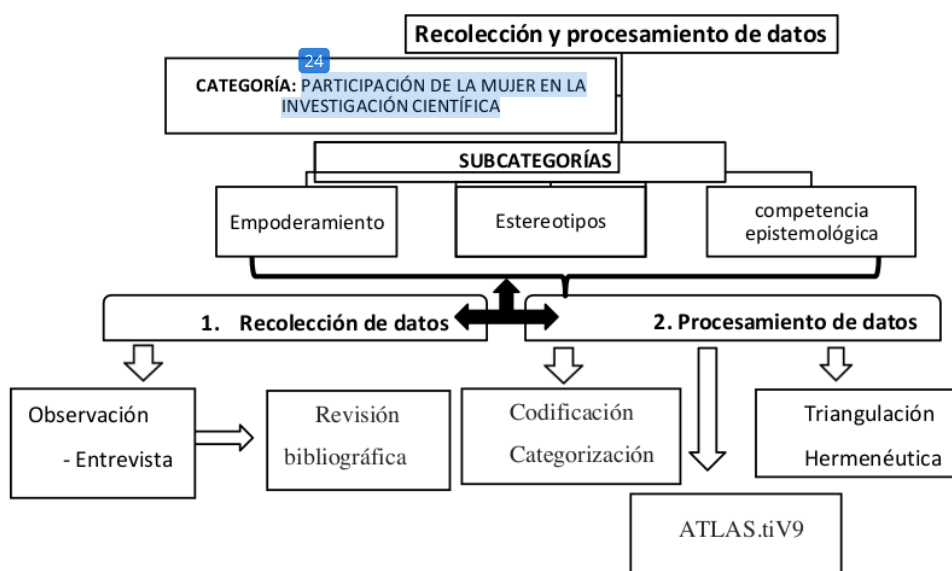 Recolección y procesamiento de datos
24
CATEGORÍA: PARTICIPACIÓN DE LA MUJER EN LA
INVESTIGACIÓN CIENTÍFICA
SUBCATEGORÍAS
Empoderamiento
Estereotipos
competencia
epistemológica
1. Recolección de datos
2. Procesamiento de datos
Observación
- Entrevista
Revisión
bibliográfica
Codificación
Categorización
Triangulación
Hermenéutica
ATLAS.tiV9